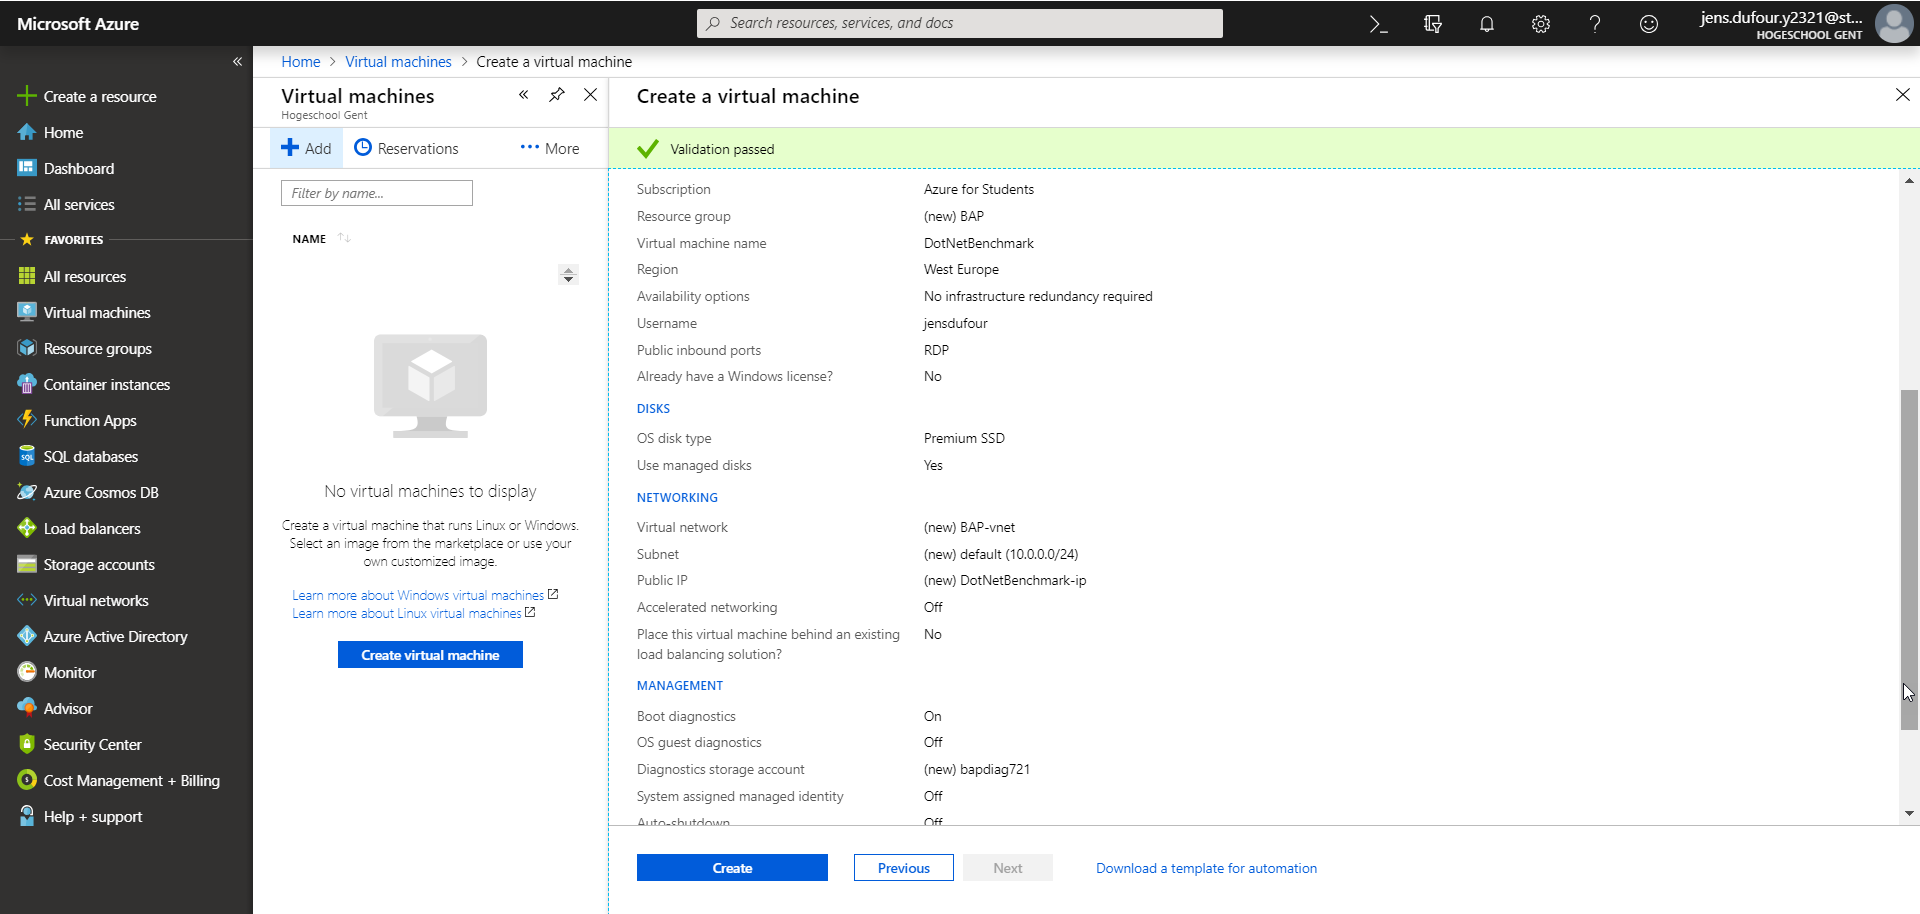 Microsoft Azure
Search resources, services, and docs
jens.dufour.y2321@st...
HOGESCHOOL GENT
Create a resource
Home
Dashboard
All services
FAVORITES
All resources
Virtual machines
Resource groups
Container instances
Function Apps
SQL databases
Azure Cosmos DB
Load balancers
Storage accounts
Virtual networks
Azure Active Directory
Monitor
Advisor
Security Center
Cost Management + Billing
Help + support
Home > Virtual machines > Create a virtual machine
Virtual machines
Hogeschool Gent
Add
Reservations
More
Filter by name...
NAME
No virtual machines to display
Create a virtual machine that runs Linux or Windows.
Select an image from the marketplace or use your
own customized image.
Learn more about Windows virtual machines
Learn more about Linux virtual machines
Create virtual machine
Create a virtual machine
Validation passed
Subscription Azure for Students
Resource group (new) BAP
Virtual machine name DotNetBenchmark
Region West Europe
Availability options No infrastructure redundancy required
Username jensdufour
Public inbound ports RDP
Already have a Windows license? No
DISKS
OS disk type Premium SSD
Use managed disks Yes
NETWORKING
Virtual network (new) BAP-vnet
Subnet (new) default (10.0.0.0/24)
Public IP (new) DotNetBenchmark-ip
Accelerated networking Off
Place this virtual machine behind an existing No
load balancing solution?
MANAGEMENT
Boot diagnostics On
OS guest diagnostics Off
Diagnostics storage account (new) bapdiag721
System assigned managed identity Off
Auto-shutdown Off
Create
Previous
Next
Download a template for automation